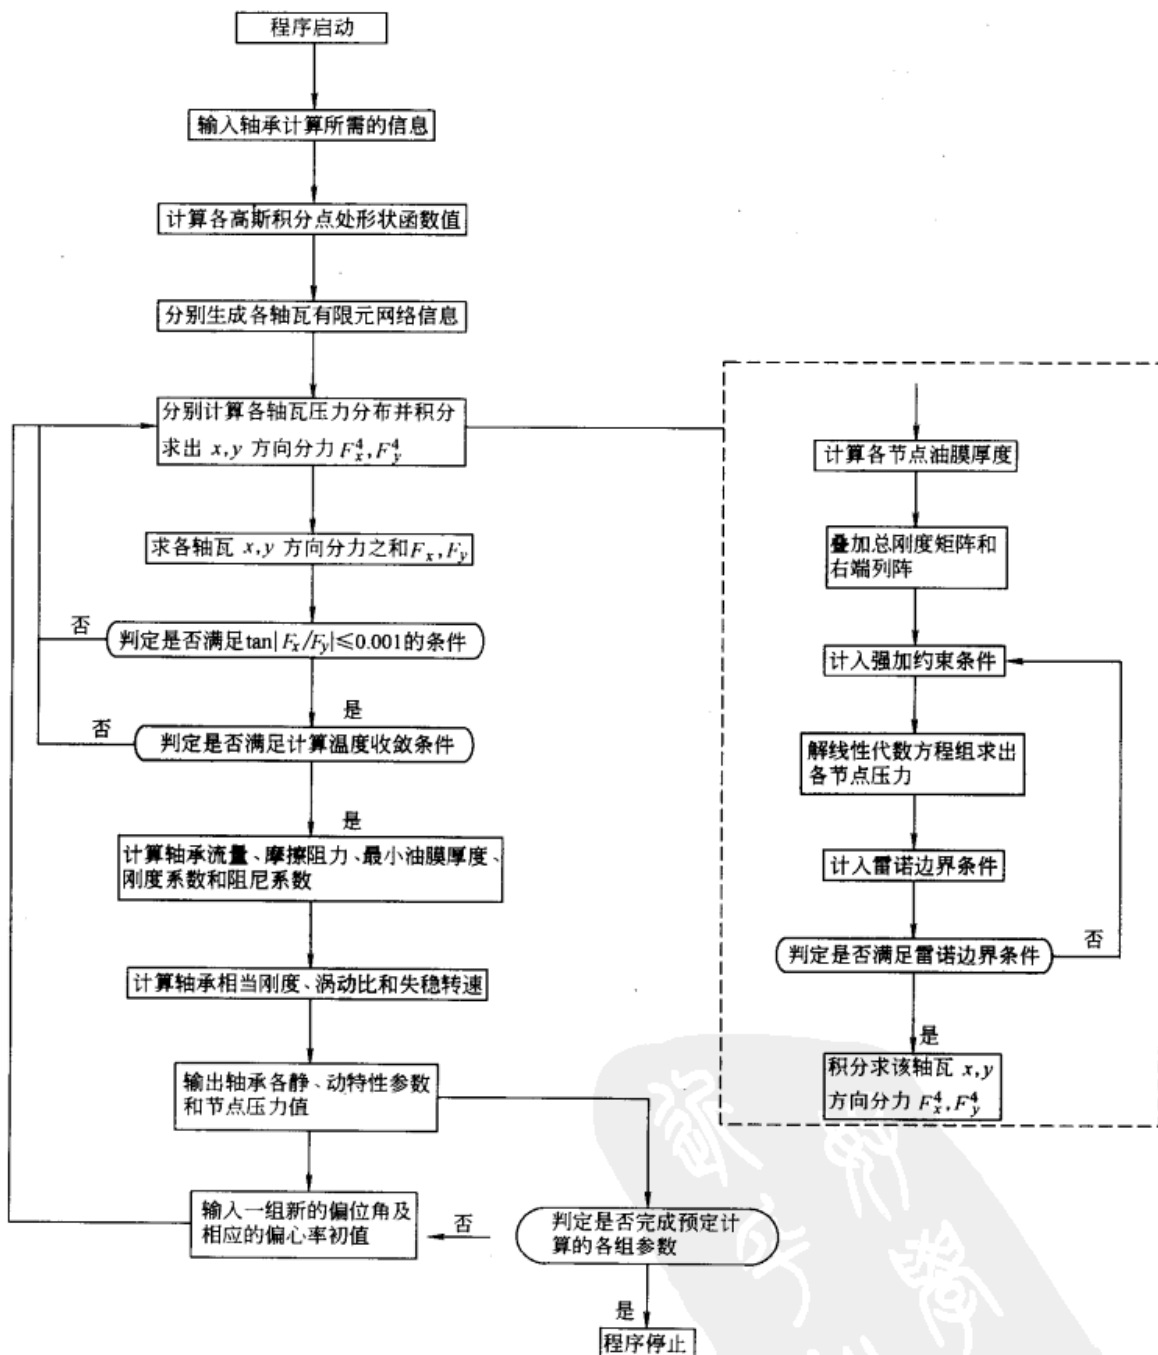 程序启动
输入轴承计算所需的信息
计算各高斯积分点处形状函数值
分别生成各轴瓦有限元网络信息
分别计算各轴瓦压力分布并积分
求出 x,y 方向分力 F_x^4,F_y^4
求各轴瓦 x,y 方向分力之和F_x,F_y
否
判定是否满足tan|F_x/F_y|≤0.001的条件
是
否
判定是否满足计算温度收敛条件
是
计算轴承流量、摩擦阻力、最小油膜厚度、
刚度系数和阻尼系数
计算轴承相当刚度、涡动比和失稳转速
输出轴承各静、动特性参数
和节点压力值
输入一组新的偏位角及
相应的偏心率初值
否
判定是否完成预定计
算的各组参数
是
程序停止
计算各节点油膜厚度
叠加总刚度矩阵和
右端列阵
计入强加约束条件
解线性代数方程组求出
各节点压力
计入雷诺边界条件
判定是否满足雷诺边界条件
否
是
积分求该轴瓦 x,y
方向分力 F_x^4,F_y^4